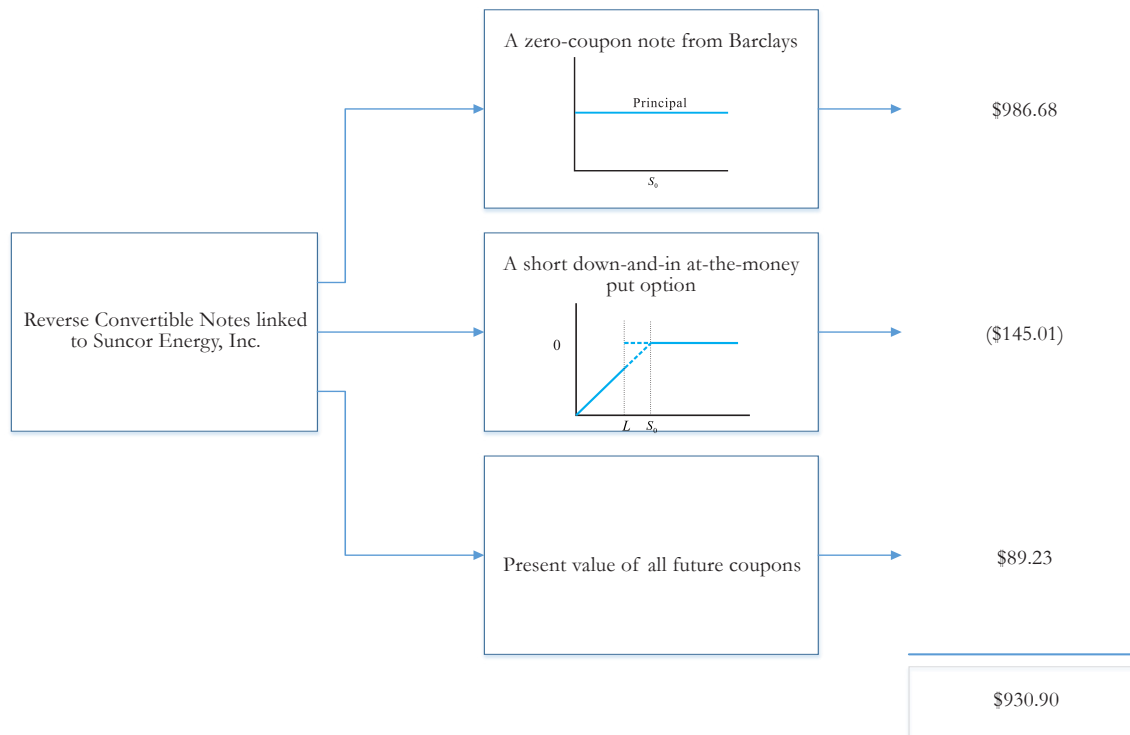 A zero-coupon note from Barclays
Principal
S₀
$986.68
Reverse Convertible Notes linked
to Suncor Energy, Inc.
A short down-and-in at-the-money
put option
0
L S₀
($145.01)
Present value of all future coupons
$89.23
$930.90